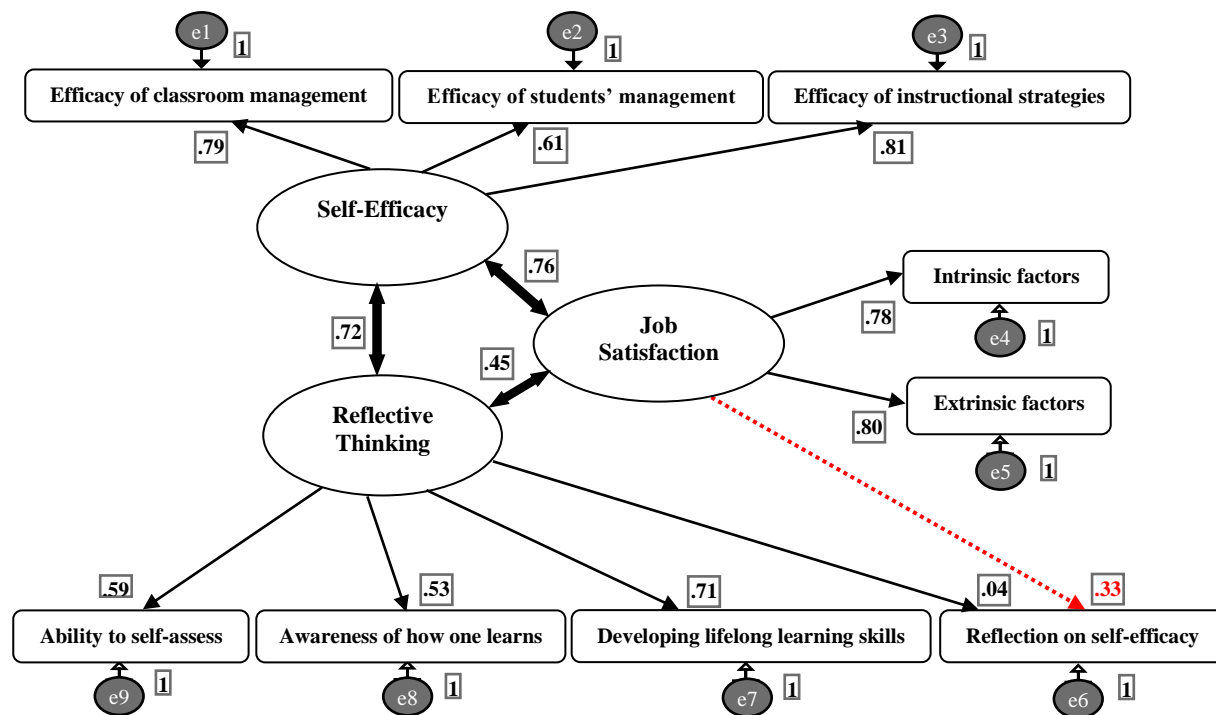 e1
1
e2
1
e3
1
Efficacy of classroom management
Efficacy of students’ management
Efficacy of instructional strategies
.79
.61
.81
Self-Efficacy
.76
Intrinsic factors
.78
e4
1
.72
Job
Satisfaction
.45
Extrinsic factors
.80
e5
1
Reflective
Thinking
.59
.53
.71
.04
.33
Ability to self-assess
Awareness of how one learns
Developing lifelong learning skills
Reflection on self-efficacy
e9
1
e8
1
e7
1
e6
1